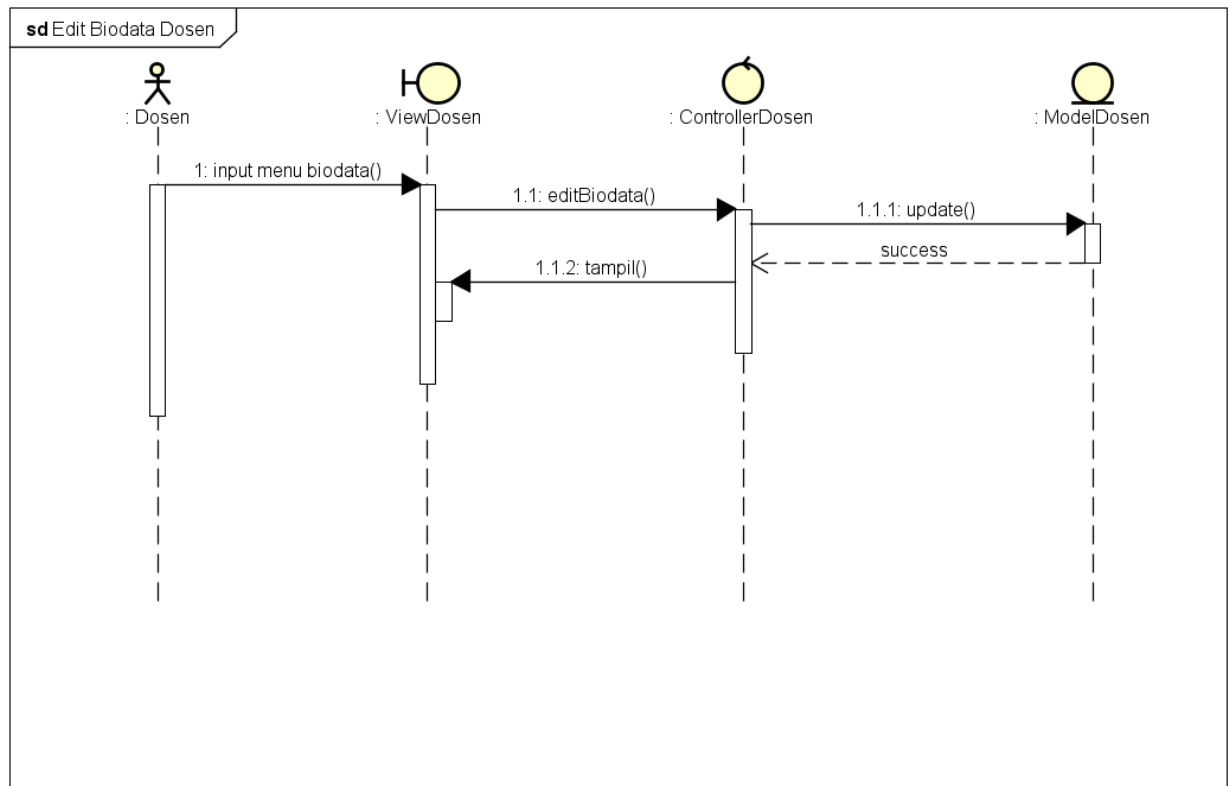 sd Edit Biodata Dosen
: Dosen
: ViewDosen
: ControllerDosen
: ModelDosen
1: input menu biodata()
1.1: editBiodata()
1.1.1: update()
success
1.1.2: tampil()